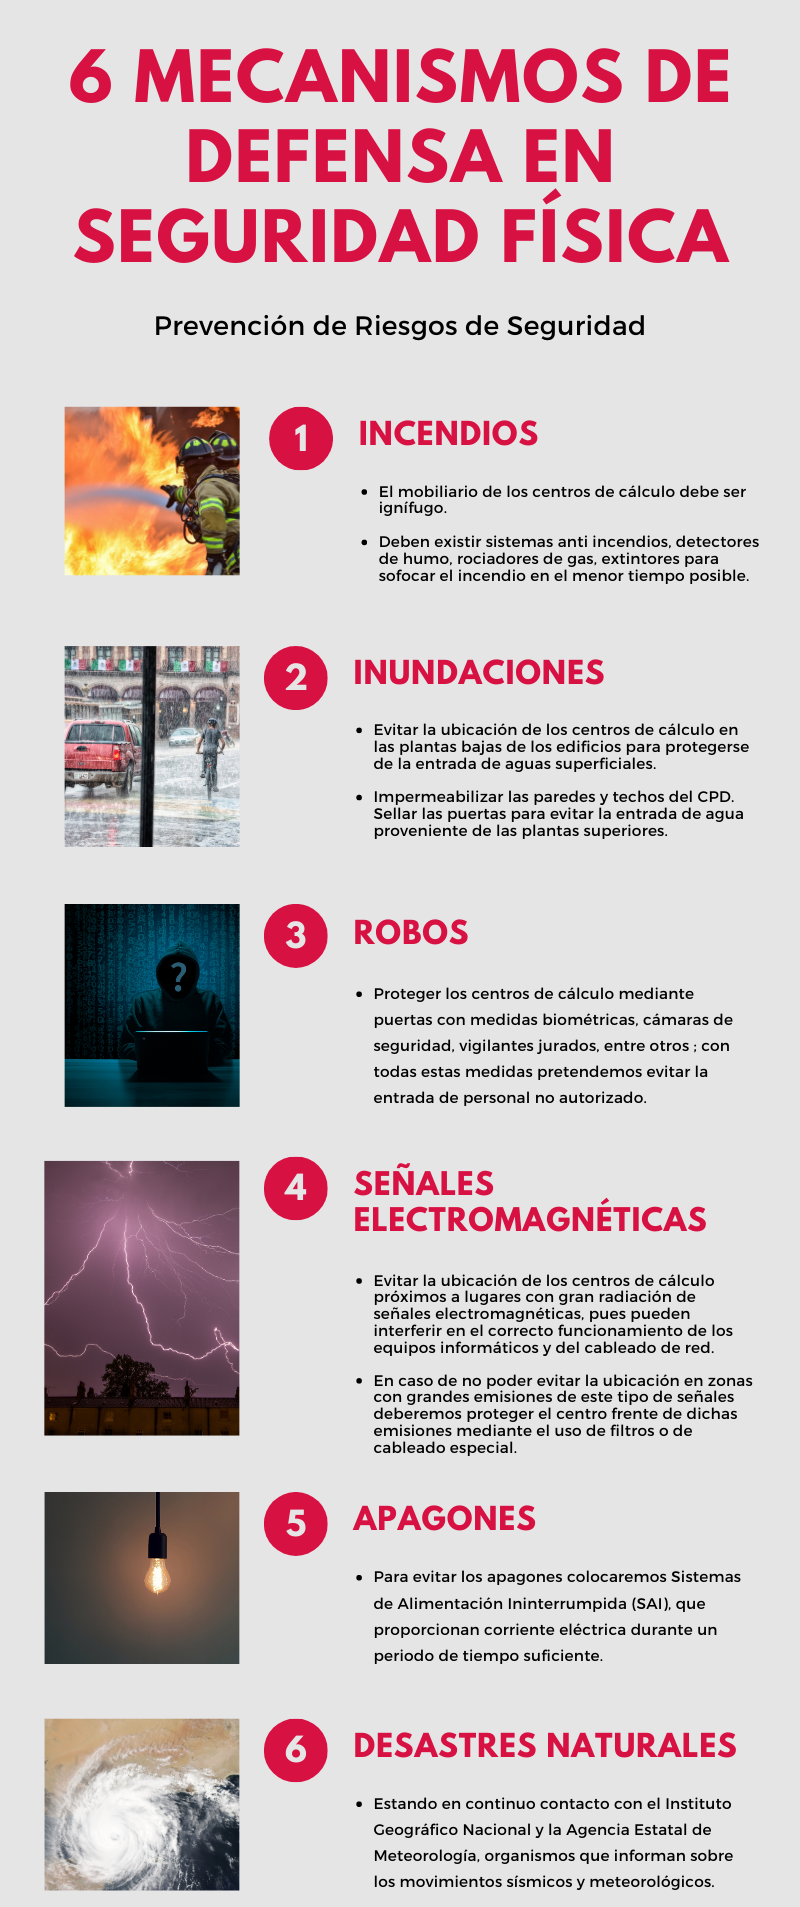 6 MECANISMOS DE
DEFENSA EN
SEGURIDAD FÍSICA
Prevención de Riesgos de Seguridad
1
INCENDIOS
• El mobiliario de los centros de cálculo debe ser
ignífugo.
• Deben existir sistemas anti incendios, detectores
de humo, rociadores de gas, extintores para
sofocar el incendio en el menor tiempo posible.
2
INUNDACIONES
• Evitar la ubicación de los centros de cálculo en
las plantas bajas de los edificios para protegerse
de la entrada de aguas superficiales.
• Impermeabilizar las paredes y techos del CPD.
Sellar las puertas para evitar la entrada de agua
proveniente de las plantas superiores.
?
3
ROBOS
• Proteger los centros de cálculo mediante
puertas con medidas biométricas, cámaras de
seguridad, vigilantes jurados, entre otros ; con
todas estas medidas pretendemos evitar la
entrada de personal no autorizado.
4
SEÑALES
ELECTROMAGNÉTICAS
• Evitar la ubicación de los centros de cálculo
próximos a lugares con gran radiación de
señales electromagnéticas, pues pueden
interferir en el correcto funcionamiento de los
equipos informáticos y del cableado de red.
• En caso de no poder evitar la ubicación en zonas
con grandes emisiones de este tipo de señales
deberemos proteger el centro frente de dichas
emisiones mediante el uso de filtros o de
cableado especial.
5
APAGONES
• Para evitar los apagones colocaremos Sistemas
de Alimentación Ininterrumpida (SAI), que
proporcionan corriente eléctrica durante un
periodo de tiempo suficiente.
6
DESASTRES NATURALES
• Estando en continuo contacto con el Instituto
Geográfico Nacional y la Agencia Estatal de
Meteorología, organismos que informan sobre
los movimientos sísmicos y meteorológicos.